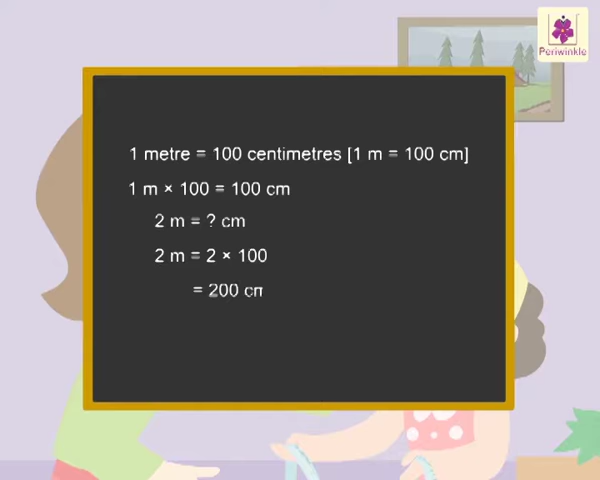 Periwinkle
1 metre = 100 centimetres [1 m = 100 cm]
1 m × 100 = 100 cm
2 m = ? cm
2 m = 2 × 100
= 200 cm